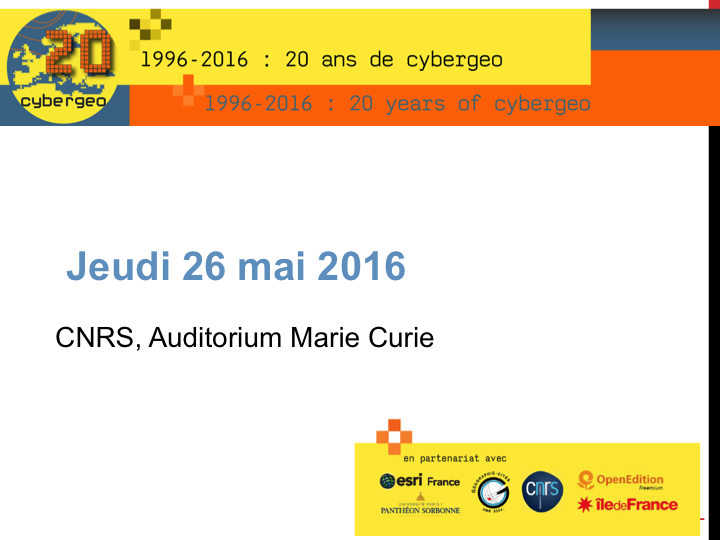 20
cybergeo
1996-2016 : 20 ans de cybergeo
1996-2016 : 20 years of cybergeo
Jeudi 26 mai 2016
CNRS, Auditorium Marie Curie
en partenariat avec
esri France
GÉOGRAPHIE-CITÉS
UMR 8504
cnrs
OpenEdition
Freemium
UNIVERSITÉ PARIS 1
PANTHÉON SORBONNE
îledeFrance